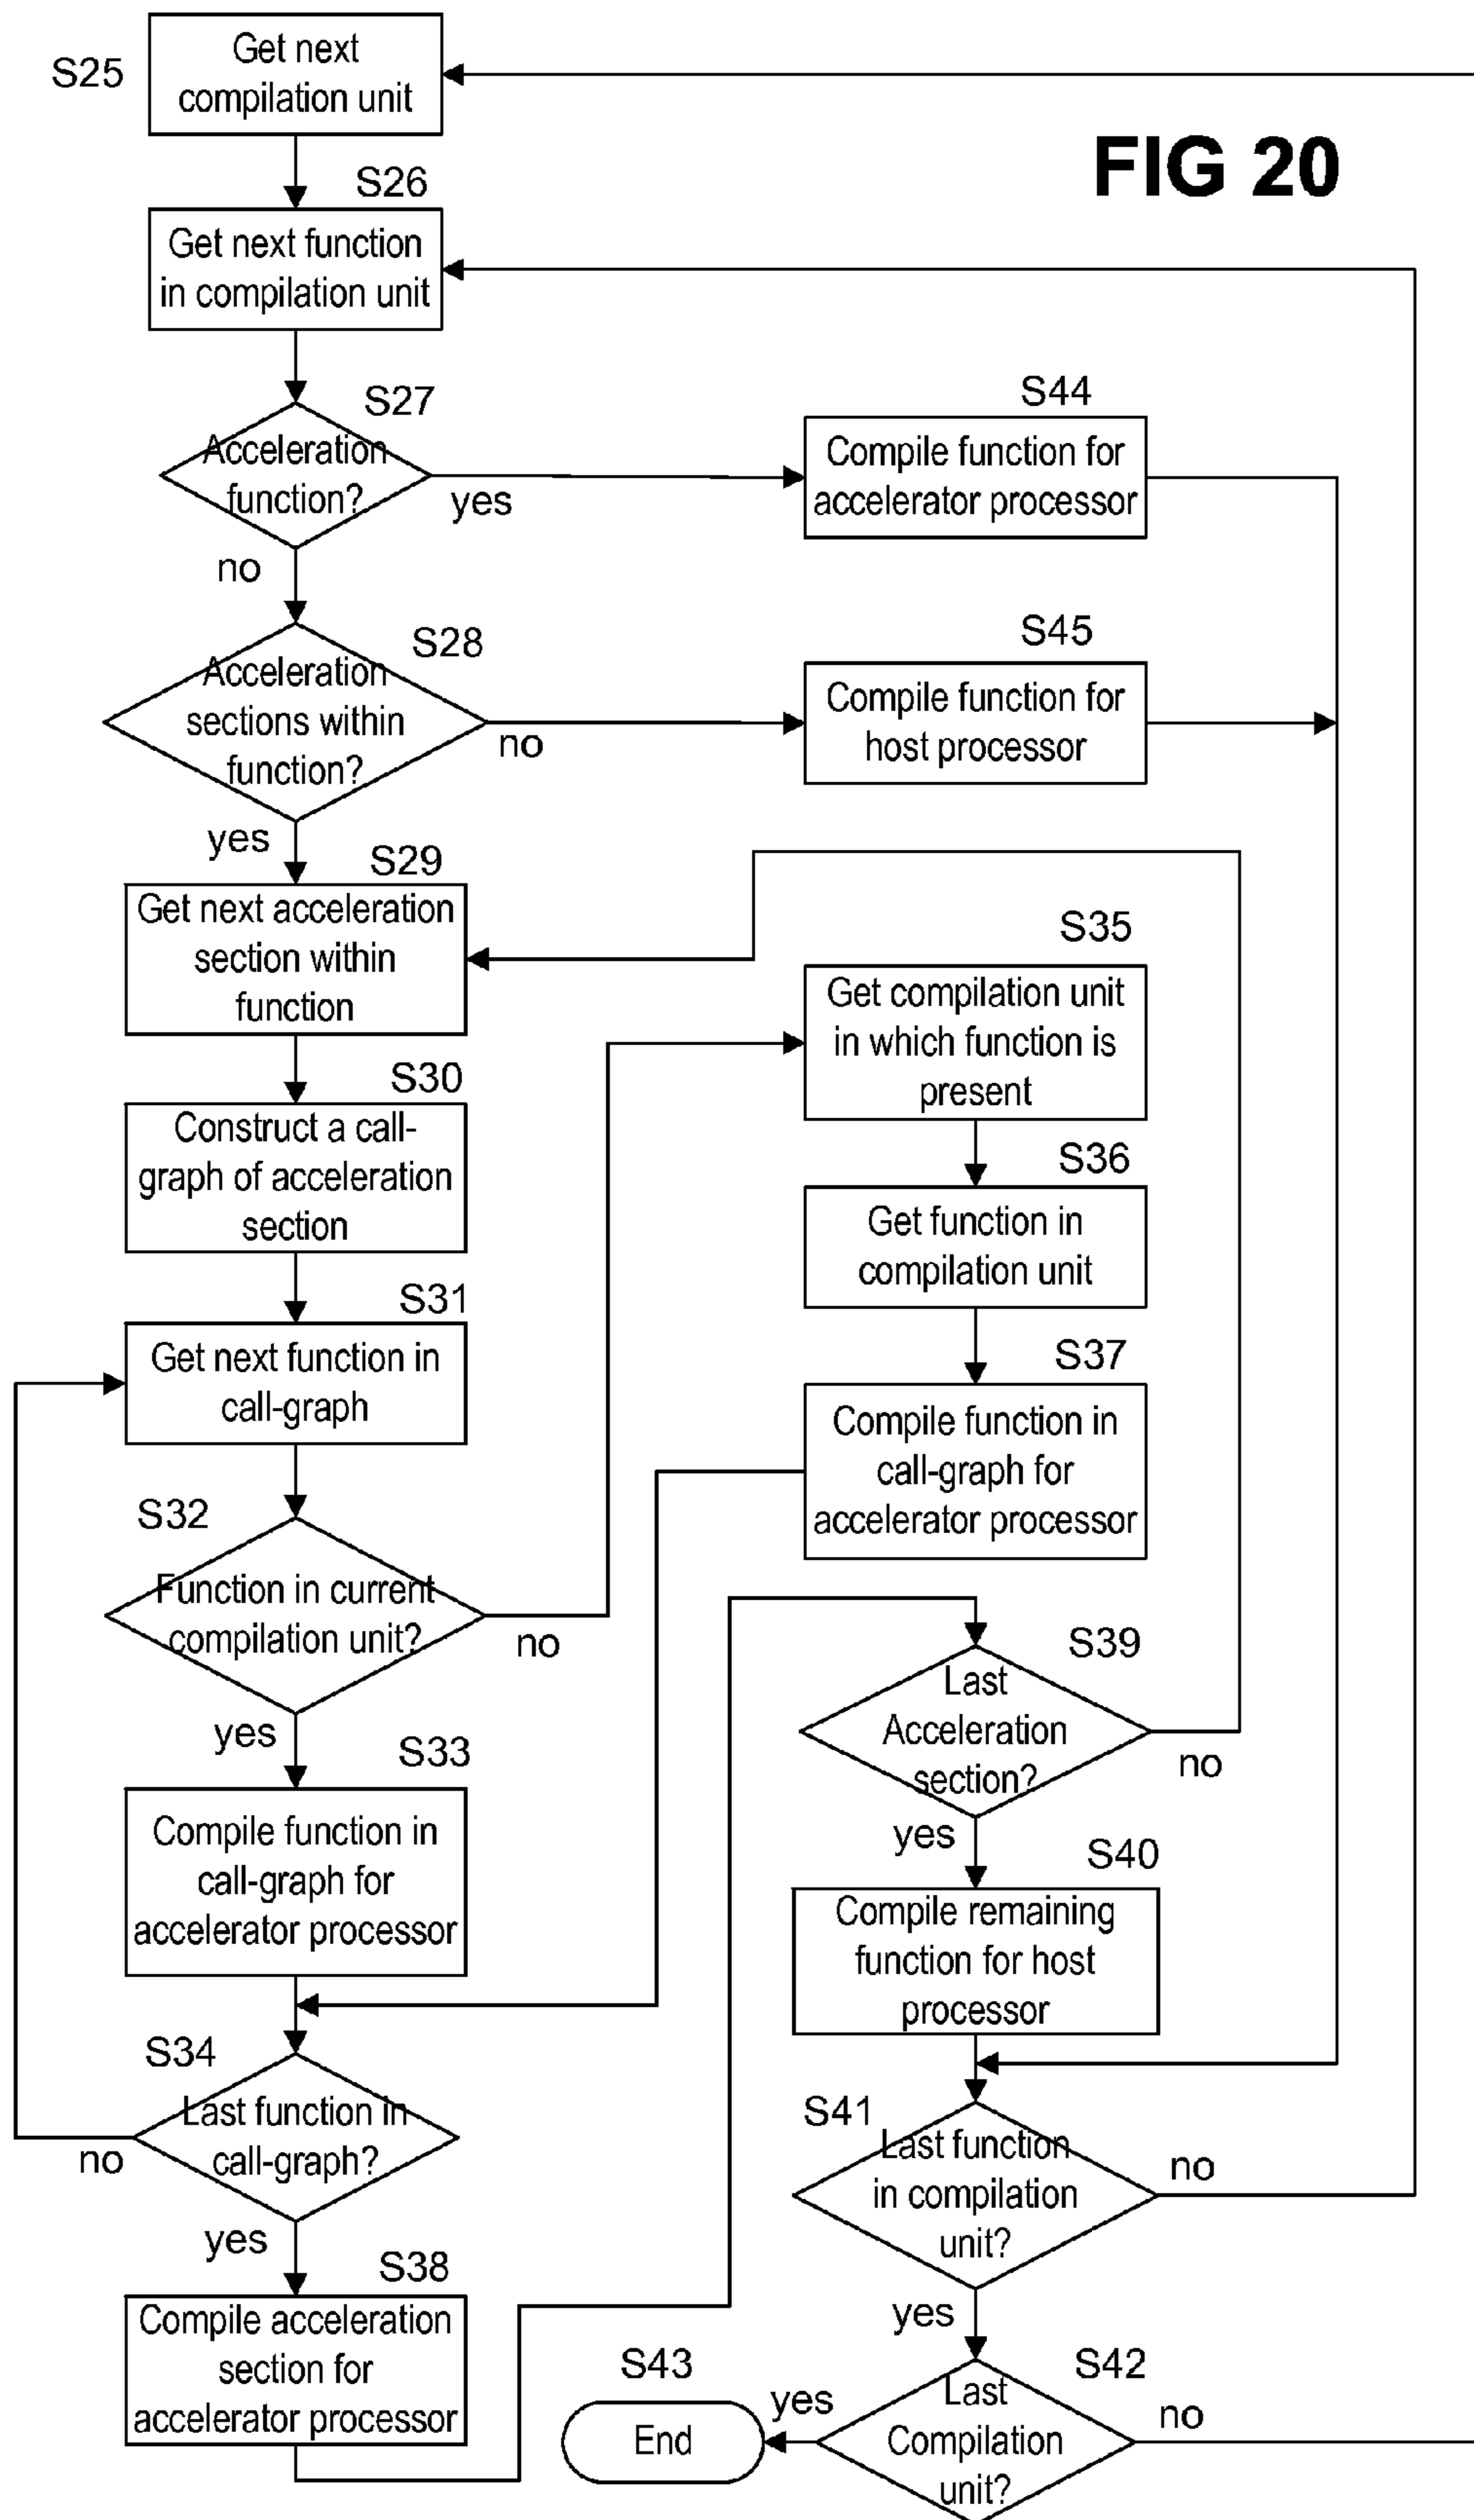 S25
Get next
compilation unit
FIG 20
S26
Get next function
in compilation unit
S27
Acceleration
function?
yes
no
S44
Compile function for
accelerator processor
S28
Acceleration
sections within
function?
no
yes
S45
Compile function for
host processor
S29
Get next acceleration
section within
function
S30
Construct a call-
graph of acceleration
section
S31
Get next function in
call-graph
S32
Function in current
compilation unit?
no
yes
S33
Compile function in
call-graph for
accelerator processor
S34
Last function in
call-graph?
no
yes
S38
Compile acceleration
section for
accelerator processor
S35
Get compilation unit
in which function is
present
S36
Get function in
compilation unit
S37
Compile function in
call-graph for
accelerator processor
S39
Last
Acceleration
section?
no
yes
S40
Compile remaining
function for host
processor
S41
Last function
in compilation
unit?
no
yes
S42
Last
Compilation
unit?
no
yes
S43
End